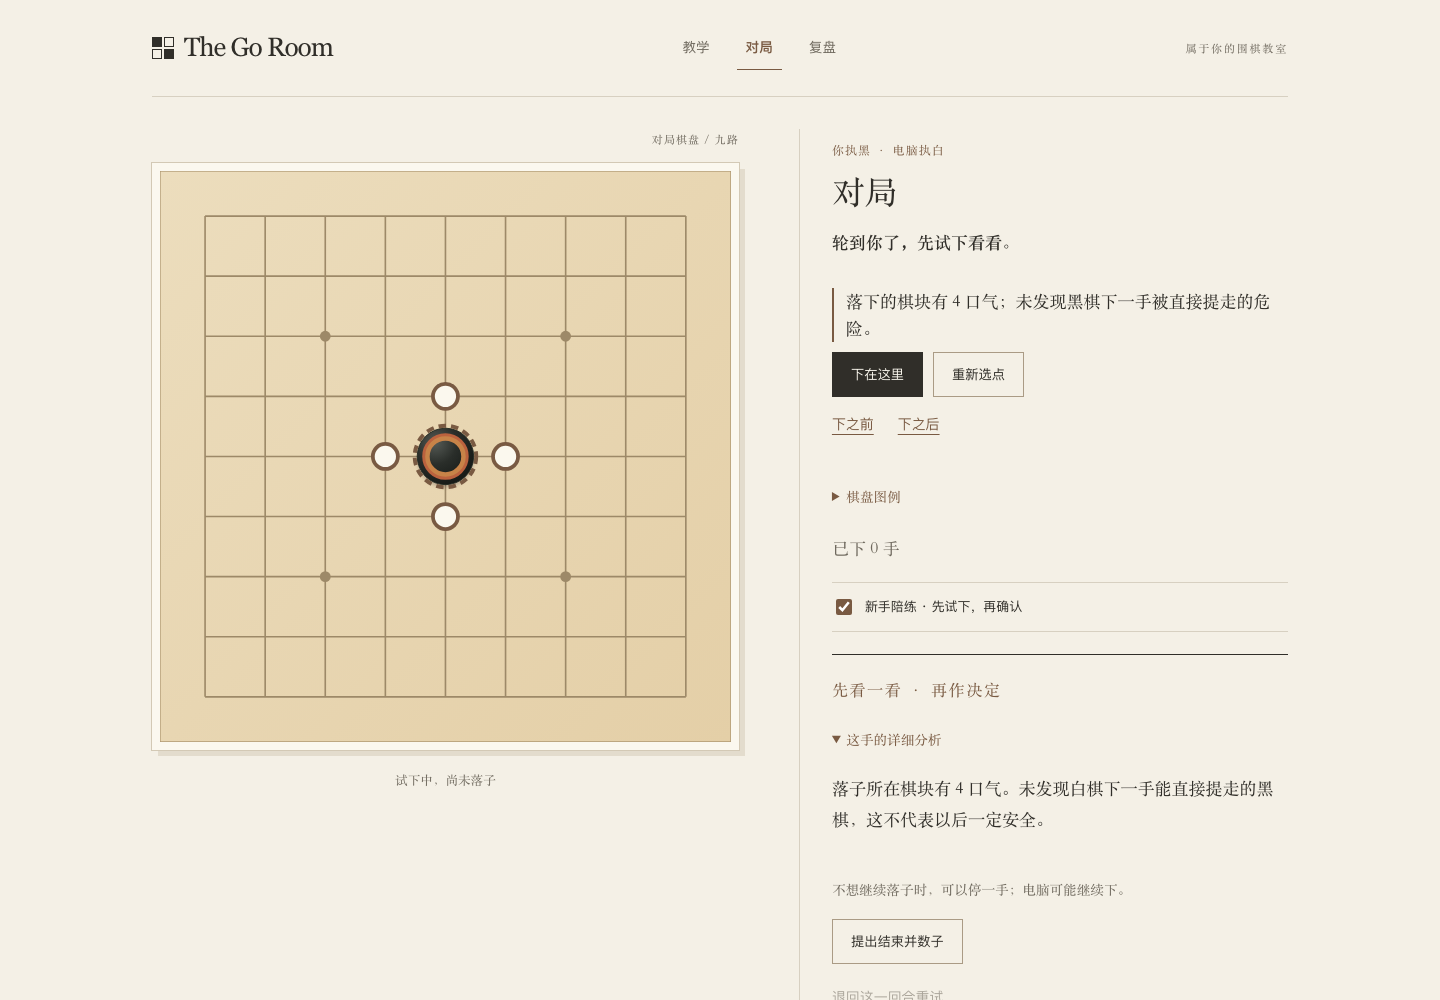 The Go Room
教学
对局
复盘
属于你的围棋教室
对局棋盘 / 九路
试下中，尚未落子
你执黑 · 电脑执白
对局
轮到你了，先试下看看。
落下的棋块有 4 口气；未发现黑棋下一手被直接提走的危
险。
下在这里
重新选点
下之前
下之后
棋盘图例
已下 0 手
新手陪练 · 先试下，再确认
先看一看 · 再作决定
这手的详细分析
落子所在棋块有 4 口气。未发现白棋下一手能直接提走的黑
棋，这不代表以后一定安全。
不想继续落子时，可以停一手；电脑可能继续下。
提出结束并数子
退回这一回合重试